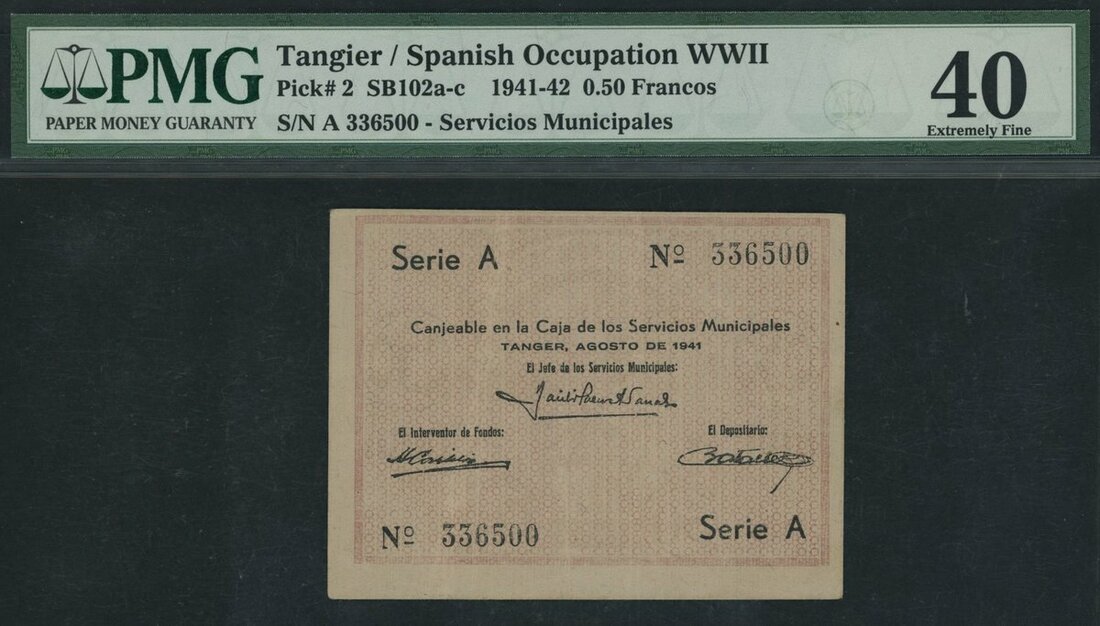 PMG
PAPER MONEY GUARANTY
Tangier / Spanish Occupation WWII
Pick# 2 SB102a-c 1941-42 0.50 Francos
S/N A 336500 - Servicios Municipales
40
Extremely Fine
Serie A Nº 336500
Canjeable en la Caja de los Servicios Municipales
TANGER, AGOSTO DE 1941
El Jefe de los Servicios Municipales:
El Interventor de Fondos: El Depositario:
Nº 336500 Serie A